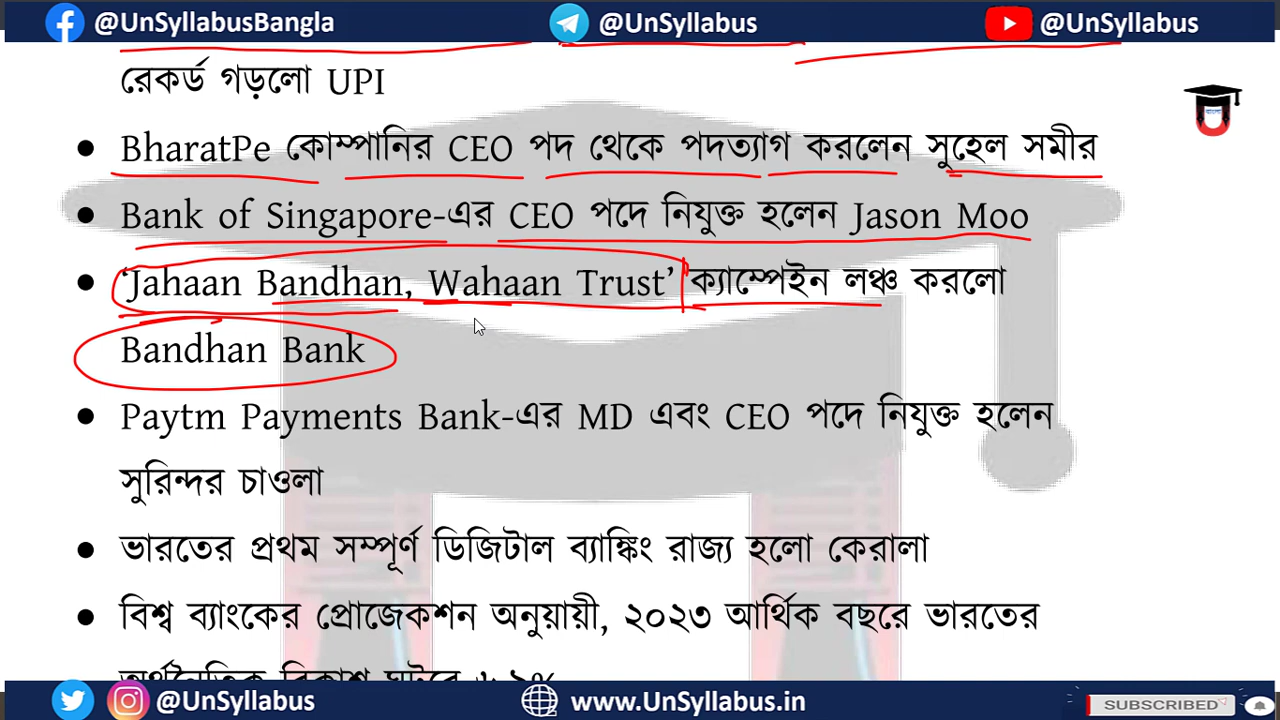 @UnSyllabusBangla @UnSyllabus @UnSyllabus
রেকর্ড গড়লো UPI
• BharatPe কোম্পানির CEO পদ থেকে পদত্যাগ করলেন সুহেল সমীর
• Bank of Singapore-এর CEO পদে নিযুক্ত হলেন Jason Moo
• ‘Jahaan Bandhan, Wahaan Trust’ ক্যাম্পেইন লঞ্চ করলো
Bandhan Bank
• Paytm Payments Bank-এর MD এবং CEO পদে নিযুক্ত হলেন
সুরিন্দর চাওলা
• ভারতের প্রথম সম্পূর্ণ ডিজিটাল ব্যাঙ্কিং রাজ্য হলো কেরালা
• বিশ্ব ব্যাংকের প্রোজেকশন অনুয়ায়ী, ২০২৩ আর্থিক বছরে ভারতের
@UnSyllabus www.UnSyllabus.in SUBSCRIBED